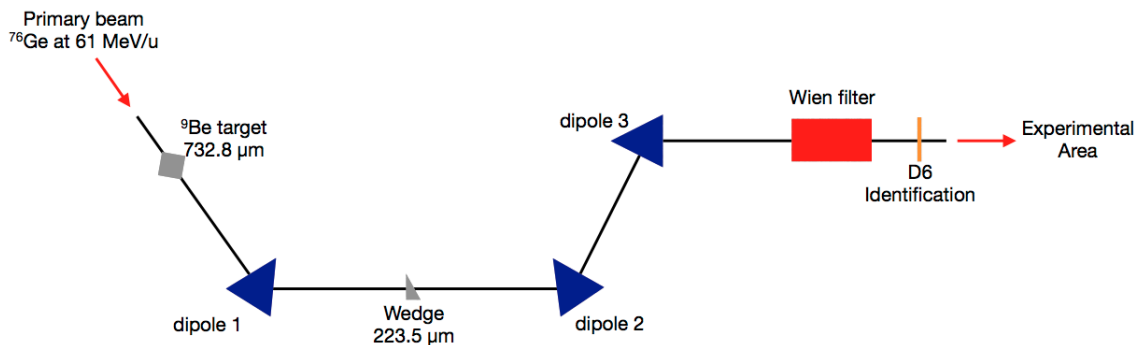 Primary beam
⁷⁶Ge at 61 MeV/u
⁹Be target
732.8 μm
dipole 1
Wedge
223.5 μm
dipole 2
dipole 3
Wien filter
D6
Identification
Experimental
Area